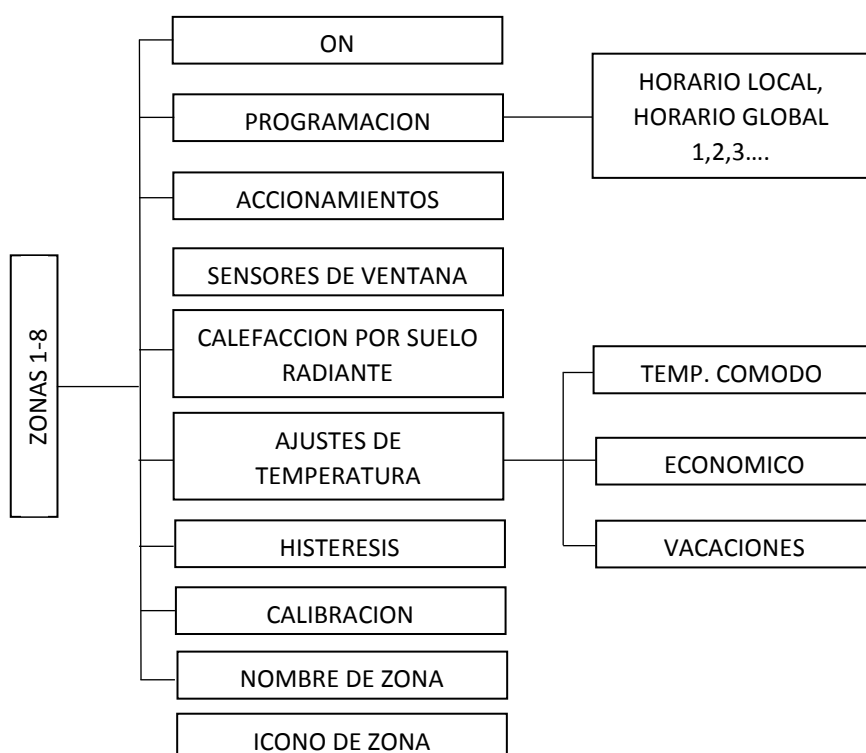 ON
PROGRAMACION
HORARIO LOCAL,
HORARIO GLOBAL
1,2,3....
ACCIONAMIENTOS
SENSORES DE VENTANA
ZONAS 1-8
CALEFACCION POR SUELO
RADIANTE
AJUSTES DE
TEMPERATURA
TEMP. COMODO
ECONOMICO
VACACIONES
HISTERESIS
CALIBRACION
NOMBRE DE ZONA
ICONO DE ZONA